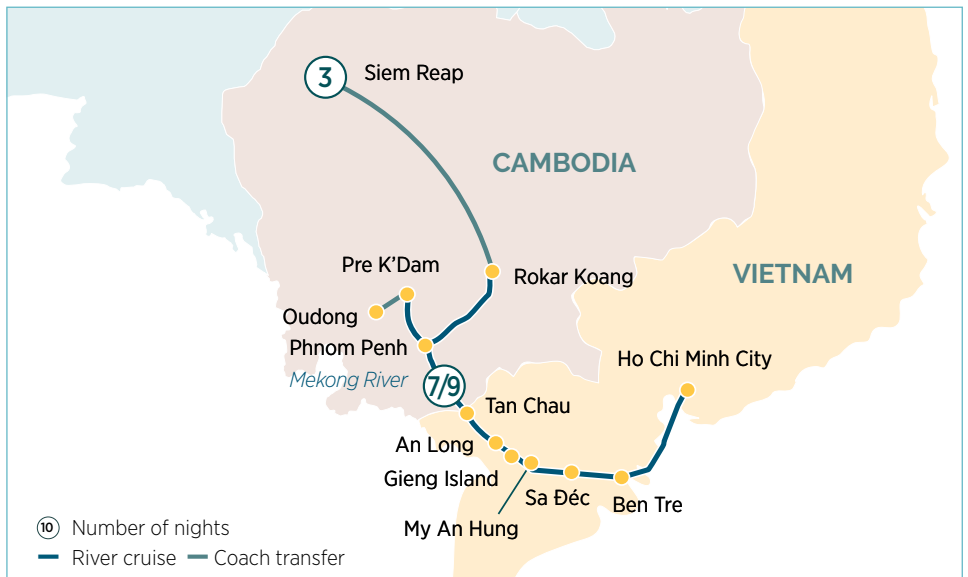 3
Siem Reap
CAMBODIA
Pre K'Dam
Rokar Koang
VIETNAM
Oudong
Phnom Penh
Ho Chi Minh City
Mekong River
7/9
Tan Chau
An Long
Gieng Island
Sa Đéc
Ben Tre
My An Hung
10 Number of nights
River cruise Coach transfer